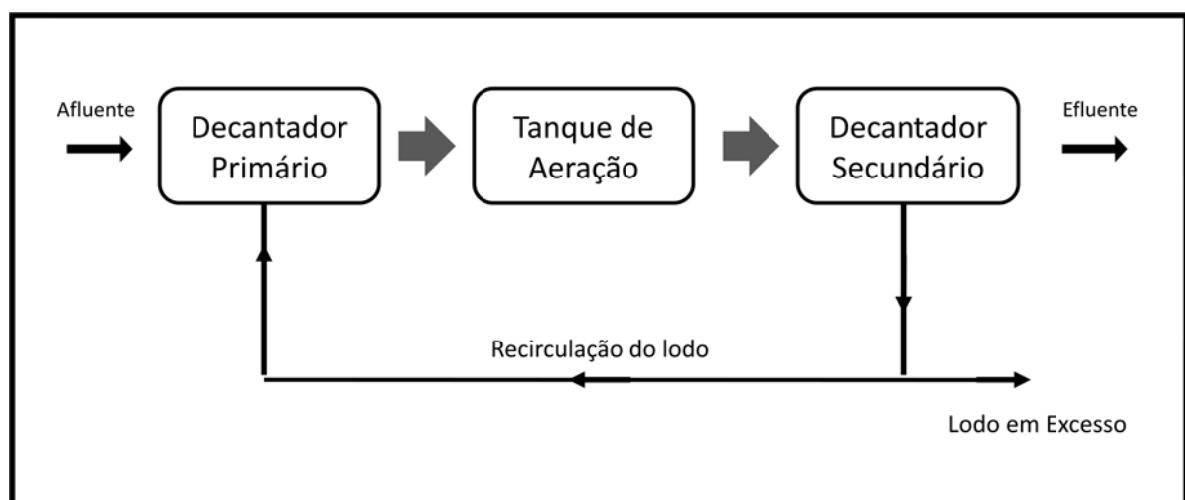 Afluente
Decantador
Primário
Tanque de
Aeração
Decantador
Secundário
Efluente
Recirculação do lodo
Lodo em Excesso